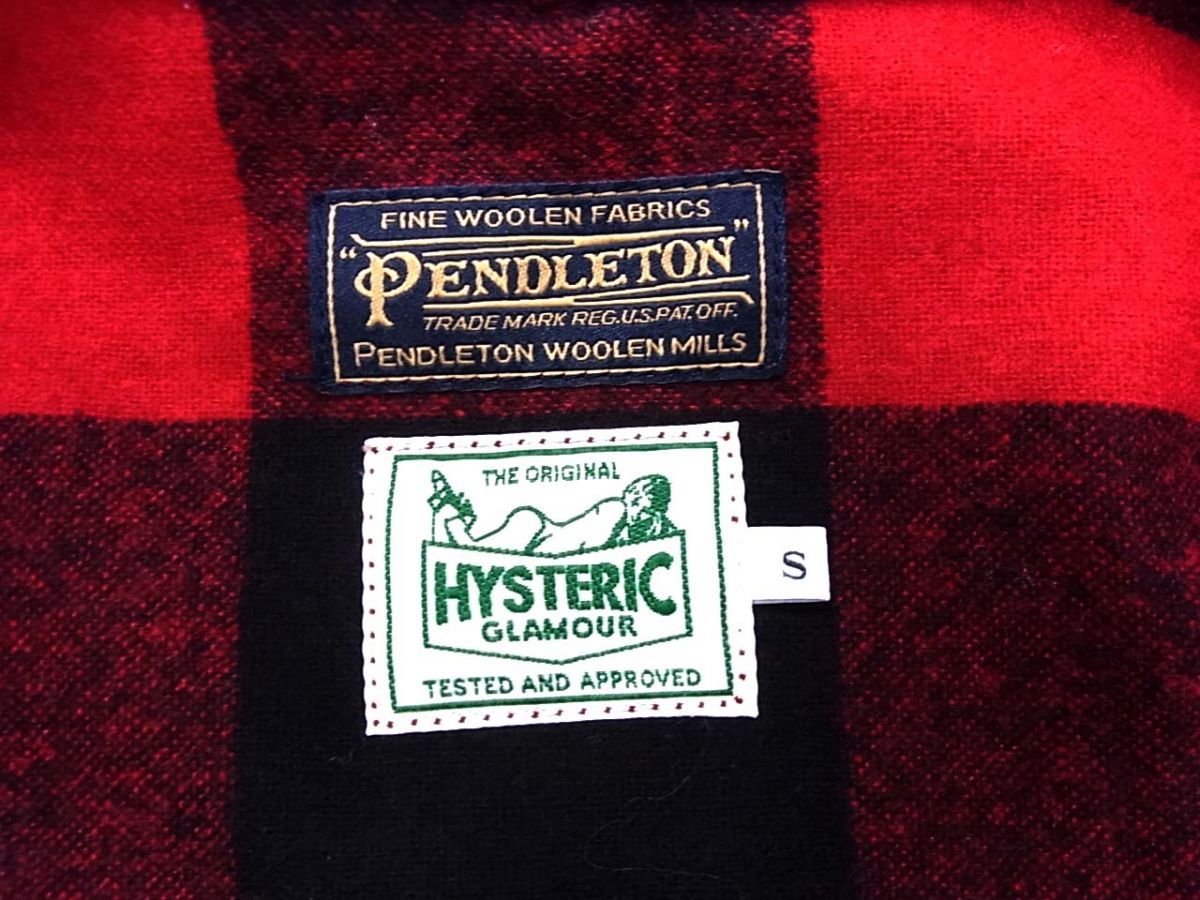 FINE WOOLEN FABRICS
"PENDLETON"
TRADE MARK REG.U.S.PAT.OFF.
PENDLETON WOOLEN MILLS
THE ORIGINAL
HYSTERIC
GLAMOUR
TESTED AND APPROVED
S